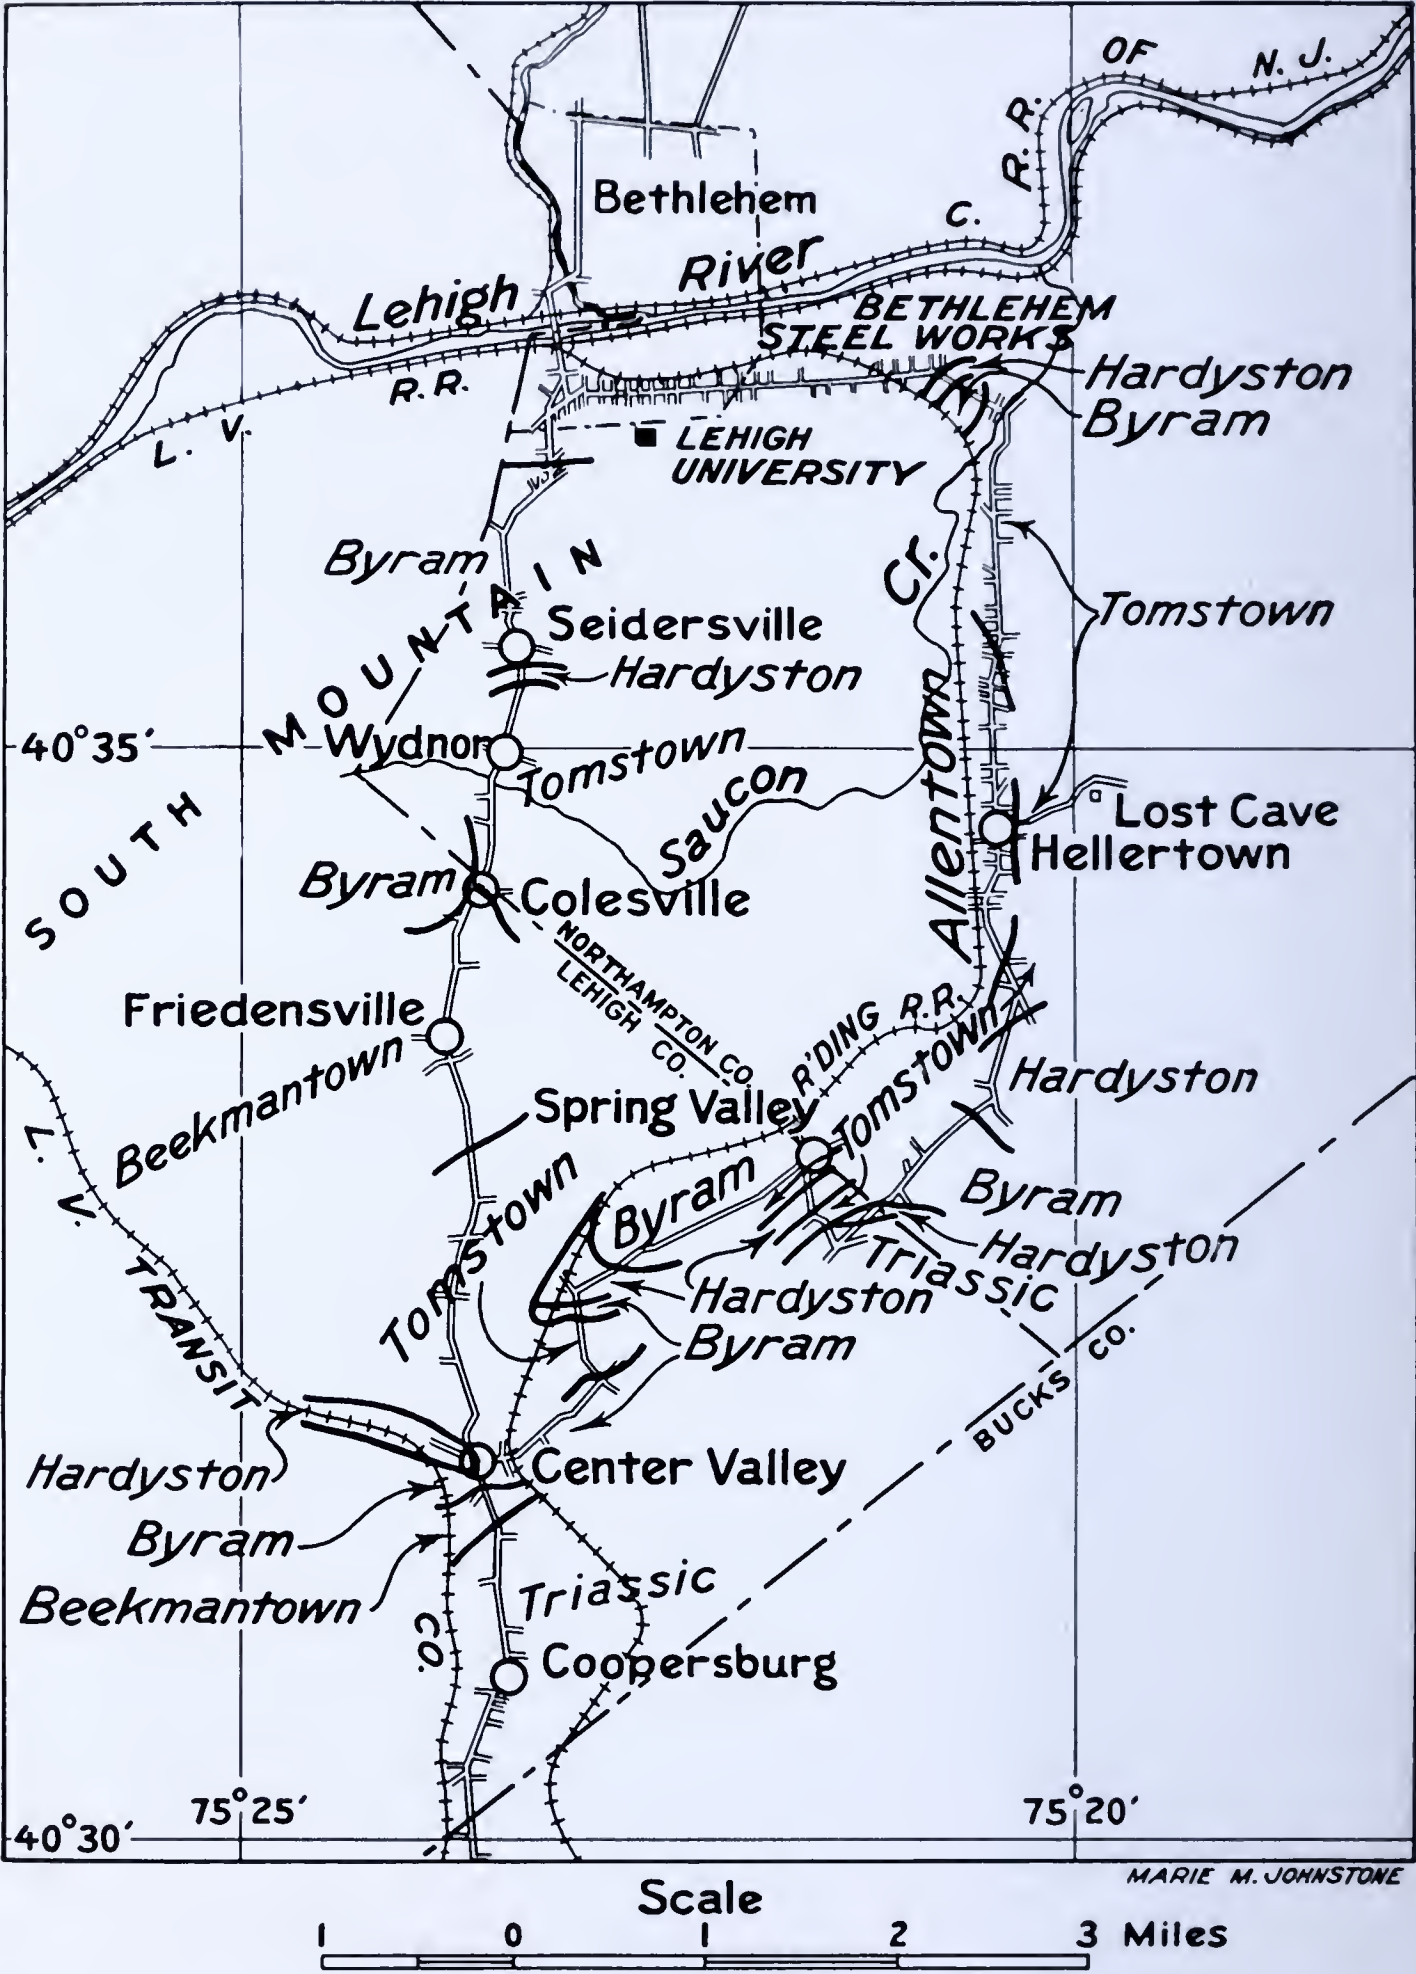 OF
N. J.
R. R.
C.
Bethlehem
River
Lehigh
BETHLEHEM
STEEL WORKS
Hardyston
Byram
R. R.
L. V.
LEHIGH
UNIVERSITY
Byram
SOUTH MOUNTAIN
Cr.
Tomstown
Seidersville
Hardyston
40°35′
Wydnor
Tomstown
Saucon
Allentown
Lost Cave
Hellertown
Byram
Colesville
NORTHAMPTON CO.
LEHIGH CO.
Friedensville
Beekmantown
R'DING R.R.
Tomstown
Hardyston
Spring Valley
L. V. TRANSIT CO.
Tomstown
Byram
Byram
Hardyston
Triassic
Hardyston
Byram
BUCKS CO.
Hardyston
Center Valley
Byram
Beekmantown
Triassic
Coopersburg
75°25′
75°20′
40°30′
MARIE M. JOHNSTONE
Scale
1 0 1 2 3 Miles